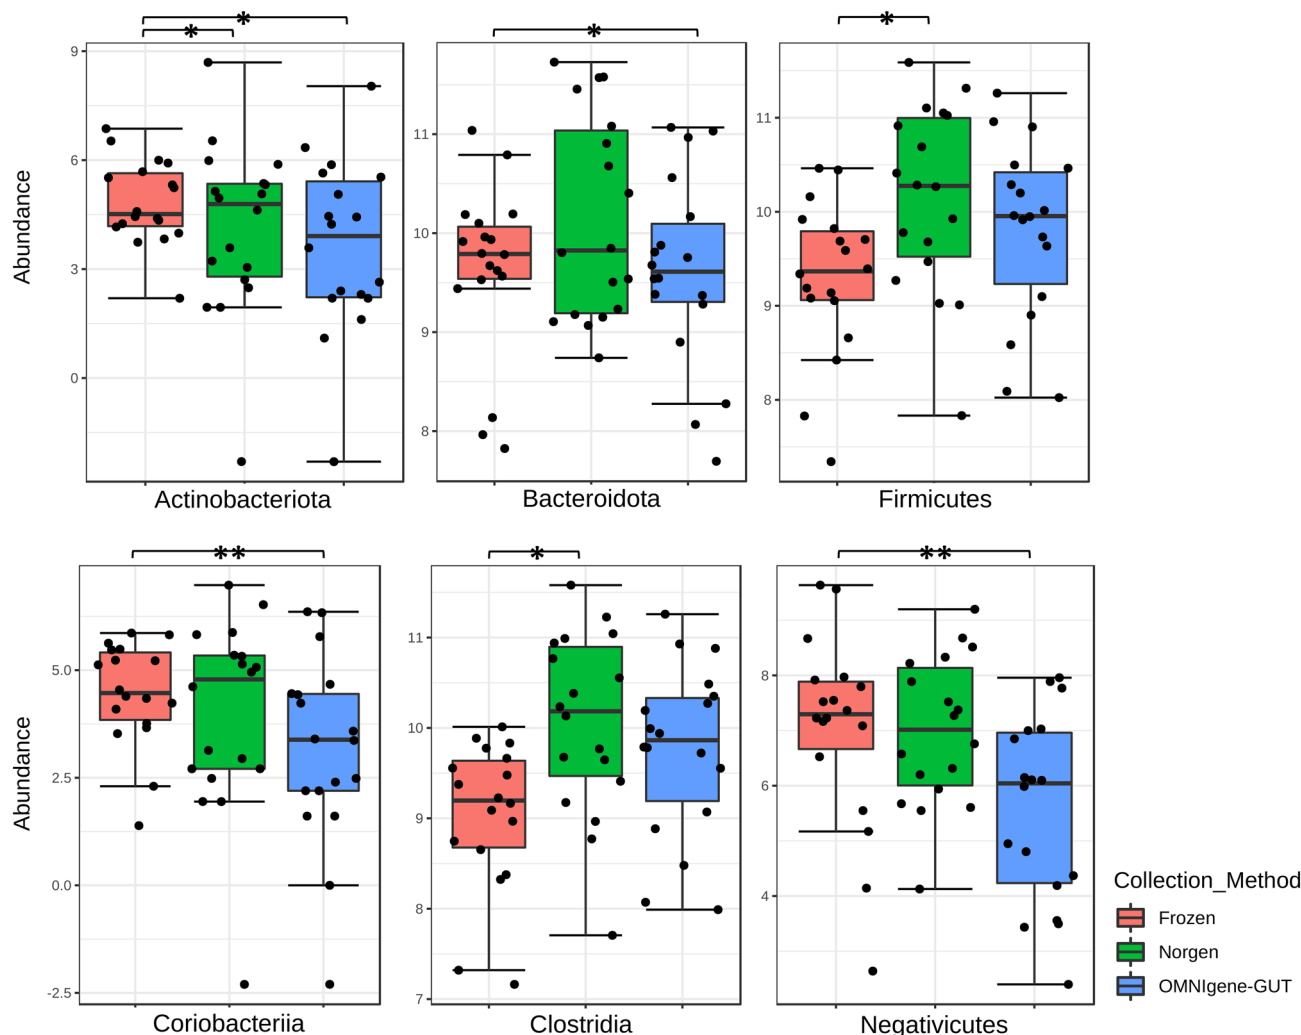 * *
*
*
Abundance
9
6
3
0
Actinobacteriota
11
10
9
8
Bacteroidota
11
10
9
8
Firmicutes
**
*
**
Abundance
5.0
2.5
0.0
-2.5
Coriobacteriia
11
10
9
8
7
Clostridia
8
6
4
Negativicutes
Collection_Method
Frozen
Norgen
OMNIgene-GUT